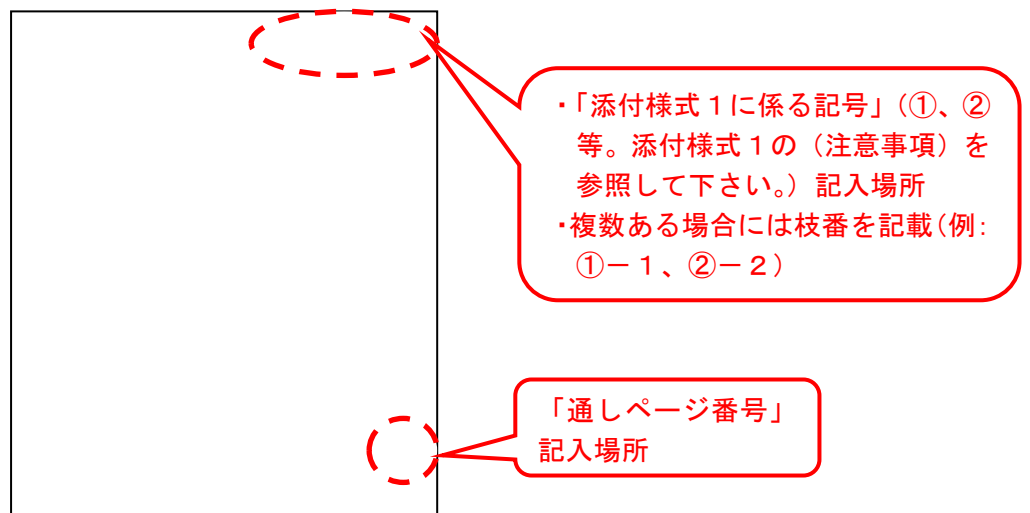 ・「添付様式１に係る記号」（①、②
等。添付様式１の（注意事項）を
参照して下さい。）記入場所
・複数ある場合には枝番を記載（例：
①－１、②－２）
「通しページ番号」
記入場所